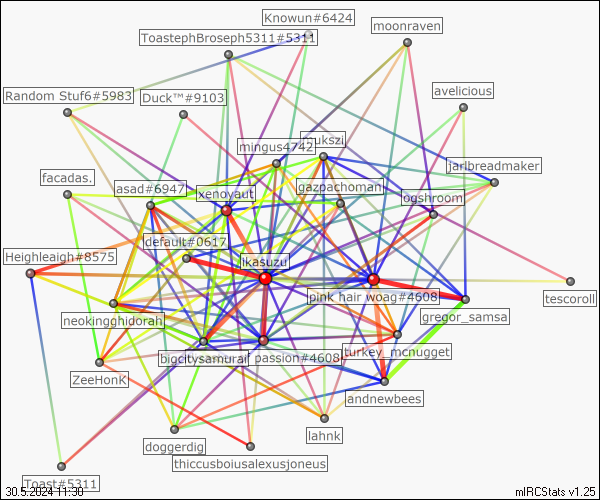 Knowun#6424
moonraven
ToastephBroseph5311#5311
avelicious
Random Stuf6#5983
Duck™#9103
mingus4742
ukszi
jarlbreadmaker
facadas.
asad#6947
xenoyaut
gazpachoman
ogshroom
default#0617
ikasuzu
Heighleaigh#8575
tescoroll
pink hair woag#4608
gregor_samsa
neokingghidorah
bigcitysamurai
passion#4608
turkey_mcnugget
ZeeHonK
andnewbees
lahnk
doggerdig
thiccusboiusalexusjoneus
Toast#5311
30.5.2024 11:30
mIRCStats v1.25